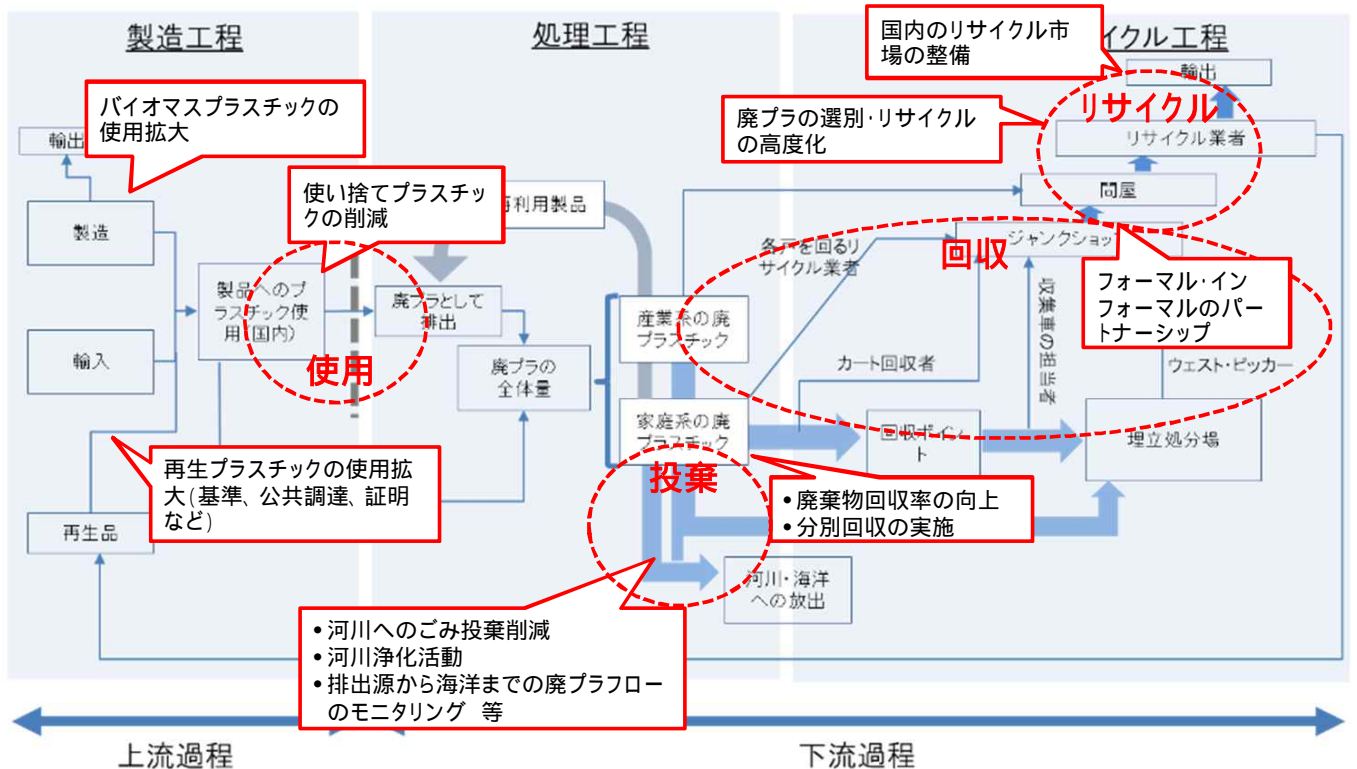 製造工程
処理工程
イクル工程
国内のリサイクル市
場の整備
輸出
バイオマスプラスチックの
使用拡大
廃プラの選別・リサイクル
の高度化
リサイクル
リサイクル業者
輸出
使い捨てプラスチッ
クの削減
再利用製品
問屋
製造
各戸を回るリ
サイクル業者
ジャンクショッ
回収
フォーマル・イン
フォーマルのパー
トナーシップ
製品へのプ
ラスチック使
用(国内)
廃プラとして
排出
産業系の廃
プラスチック
収集車の担当者
使用
輸入
廃プラの
全体量
カート回収者
ウェスト・ピッカー
家庭系の廃
プラスチック
回収ポイン
ト
埋立処分場
再生プラスチックの使用拡
大(基準、公共調達、証明
など)
投棄
•廃棄物回収率の向上
•分別回収の実施
再生品
河川・海洋
への放出
•河川へのごみ投棄削減
•河川浄化活動
•排出源から海洋までの廃プラフロー
のモニタリング 等
上流過程
下流過程